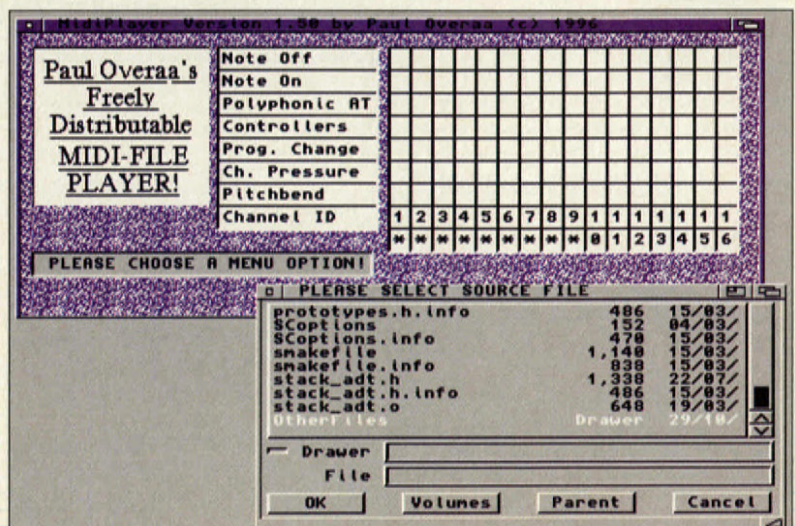 MidiPlayer Version 1.50 by Paul Overaa (c) 1996
Paul Overaa's
Freely
Distributable
MIDI-FILE
PLAYER!
Note Off
Note On
Polyphonic AT
Controllers
Prog. Change
Ch. Pressure
Pitchbend
Channel ID
1 2 3 4 5 6 7 8 9 1 1 1 1 1 1 1
* * * * * * * * * 0 1 2 3 4 5 6
PLEASE CHOOSE A MENU OPTION!
PLEASE SELECT SOURCE FILE
prototypes.h.info 486 15/03/
SCoptions 152 04/03/
SCoptions.info 470 15/03/
smakefile 1,140 15/03/
smakefile.info 838 15/03/
stack_adt.h 1,338 22/07/
stack_adt.h.info 486 15/03/
stack_adt.o 648 19/03/
OtherFiles Drawer 29/10/
Drawer
File
OK Volumes Parent Cancel